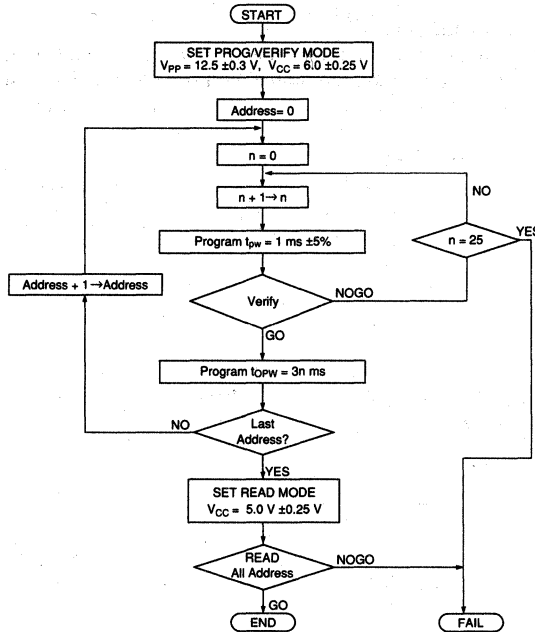 START
SET PROG/VERIFY MODE
VPP = 12.5 ±0.3 V, VCC = 6.0 ±0.25 V
Address= 0
n = 0
n + 1→ n
NO
YES
n = 25
Program tpw = 1 ms ±5%
Address + 1→Address
Verify
NOGO
GO
Program tOPW = 3n ms
NO
Last
Address?
YES
SET READ MODE
VCC = 5.0 V ±0.25 V
READ
All Address
NOGO
GO
END
FAIL